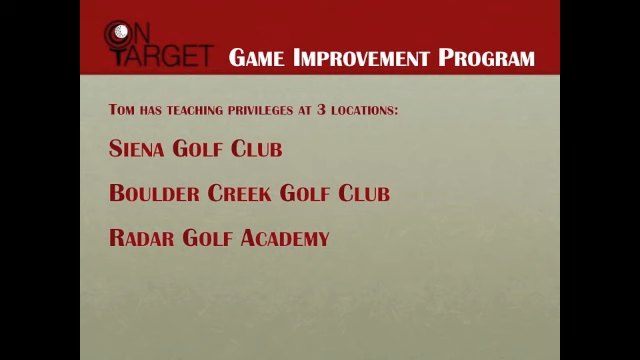 ON TARGET
GAME IMPROVEMENT PROGRAM
TOM HAS TEACHING PRIVILEGES AT 3 LOCATIONS:
SIENA GOLF CLUB
BOULDER CREEK GOLF CLUB
RADAR GOLF ACADEMY